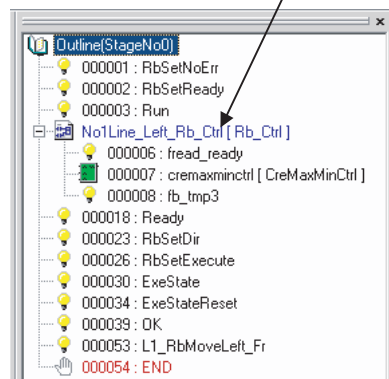 Outline(StageNo0)
000001 : RbSetNoErr
000002 : RbSetReady
000003 : Run
No1Line_Left_Rb_Ctrl [ Rb_Ctrl ]
000006 : fread_ready
000007 : cremaxminctrl [ CreMaxMinCtrl ]
000008 : fb_tmp3
000018 : Ready
000023 : RbSetDir
000026 : RbSetExecute
000030 : ExeState
000034 : ExeStateReset
000039 : OK
000053 : L1_RbMoveLeft_Fr
000054 : END